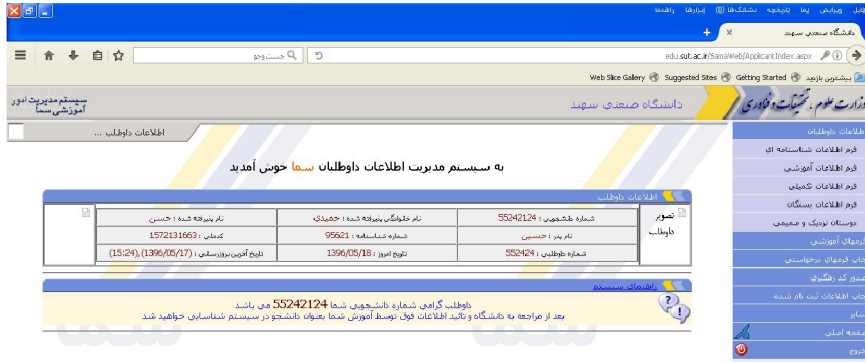 فایل ویرایش نما تاریخچه نشانک‌ها (B) ابزارها راهنما
دانشگاه صنعتی سهند
edu.sut.ac.ir/SamaWeb/ApplicantIndex.aspx
جست‌وجو
بیشترین بازدید Getting Started Suggested Sites Web Slice Gallery
وزارت علوم ، تحقیقات و فناوری
دانشگاه صنعتی سهند
سیستم مدیریت امور
آموزشی سما
اطلاعات داوطلب ...
اطلاعات داوطلبان
فرم اطلاعات شناسنامه ای
فرم اطلاعات آموزشی
فرم اطلاعات تکمیلی
فرم اطلاعات بستگان
دوستان نزدیک و صمیمی
فرمهای آموزشی
چاپ فرمهای درخواستی
صدور کد رهگیری
چاپ اطلاعات ثبت نام شده
سایر
صفحه اصلی
خروج
به سیستم مدیریت اطلاعات داوطلبان سما خوش آمدید
اطلاعات داوطلب
تصویر
داوطلب
شماره دانشجویی : 55242124 نام خانوادگی پذیرفته شده : حمیدی نام پذیرفته شده : حسن
نام پدر : حسین شماره شناسنامه : 95621 کدملی : 1572131663
شماره داوطلبی : 552424 تاریخ امروز : 1396/05/18 تاریخ آخرین بروزرسانی : (1396/05/17),(15:24)
راهنمای سیستم
داوطلب گرامی شماره دانشجویی شما 55242124 می باشد
بعد از مراجعه به دانشگاه و تائید اطلاعات فوق توسط آموزش شما بعنوان دانشجو در سیستم شناسایی خواهید شد